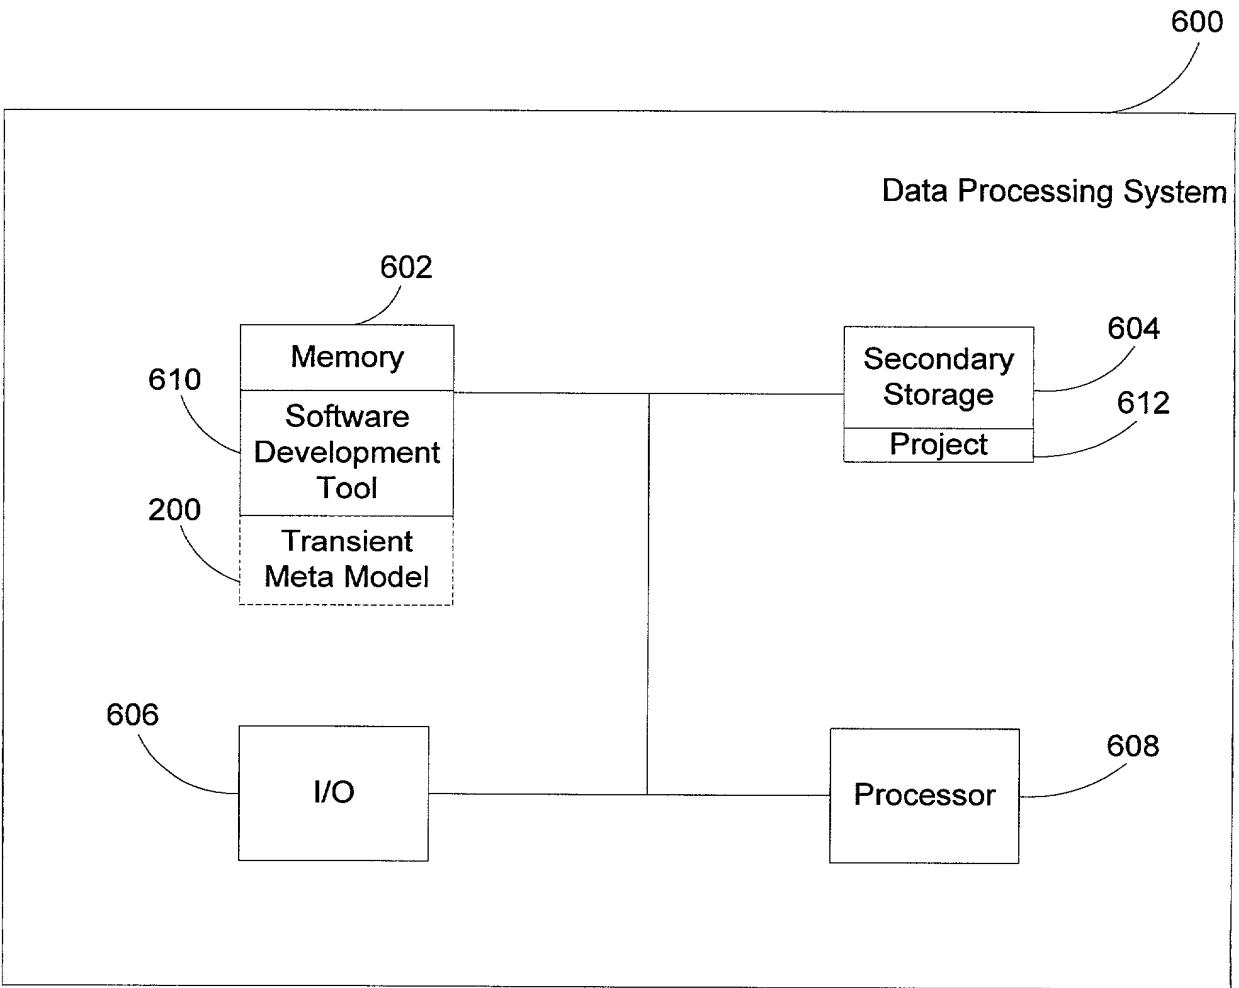 600
Data Processing System
602
Memory
610
Software
Development
Tool
200
Transient
Meta Model
604
Secondary
Storage
612
Project
606
I/O
608
Processor